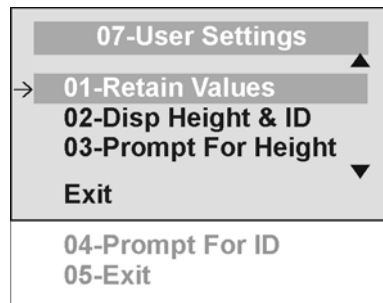 07-User Settings
01-Retain Values
02-Disp Height & ID
03-Prompt For Height
Exit
04-Prompt For ID
05-Exit